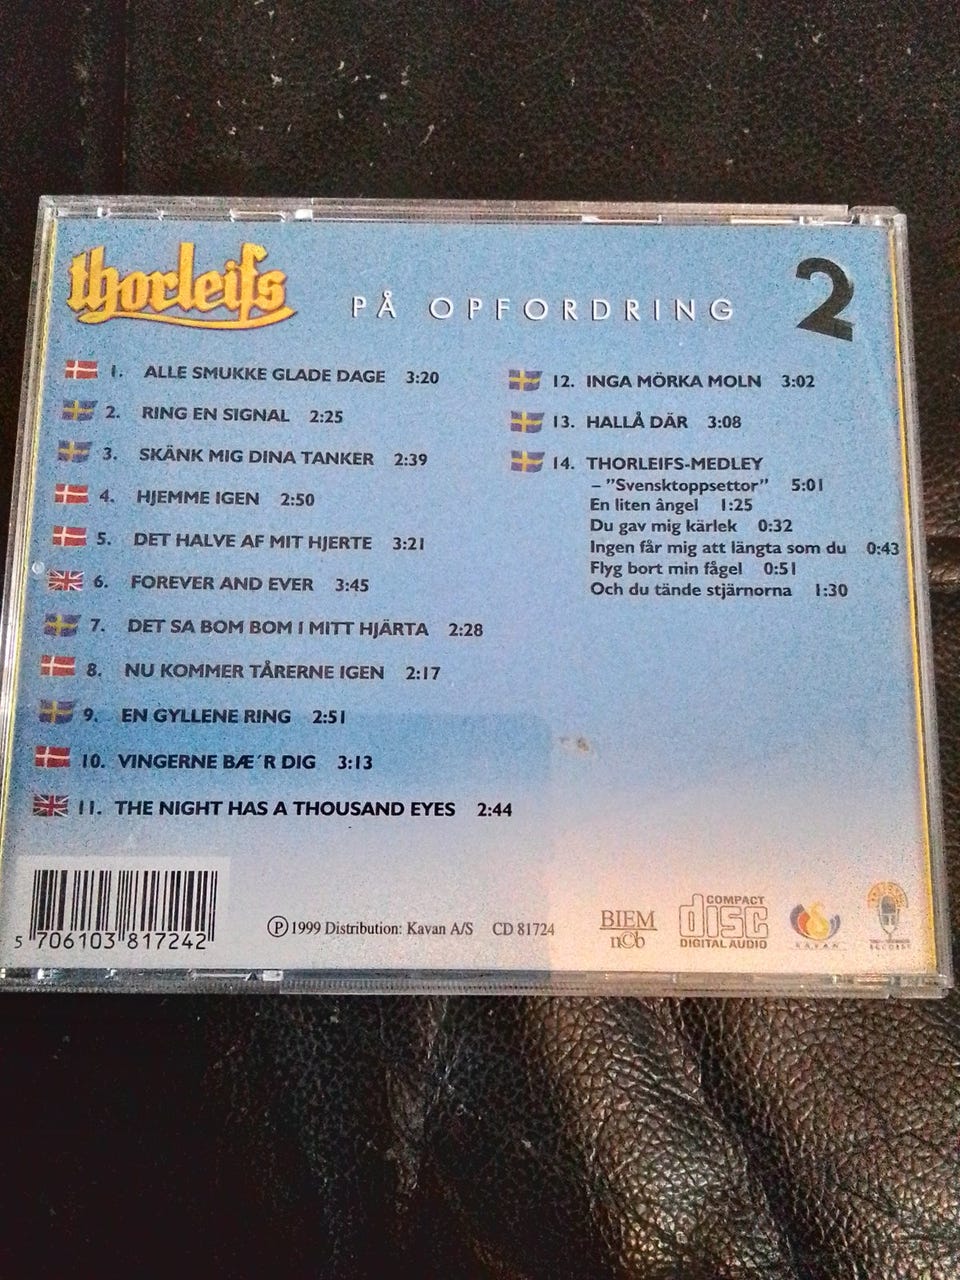 thorleifs
PÅ OPFORDRING 2
1. ALLE SMUKKE GLADE DAGE 3:20
2. RING EN SIGNAL 2:25
3. SKÄNK MIG DINA TANKER 2:39
4. HJEMME IGEN 2:50
5. DET HALVE AF MIT HJERTE 3:21
6. FOREVER AND EVER 3:45
7. DET SA BOM BOM I MITT HJÄRTA 2:28
8. NU KOMMER TÅRERNE IGEN 2:17
9. EN GYLLENE RING 2:51
10. VINGERNE BÆ´R DIG 3:13
11. THE NIGHT HAS A THOUSAND EYES 2:44
12. INGA MÖRKA MOLN 3:02
13. HALLÅ DÄR 3:08
14. THORLEIFS-MEDLEY
– ”Svensktoppsettor” 5:01
En liten ângel 1:25
Du gav mig kärlek 0:32
Ingen får mig att längta som du 0:43
Flyg bort min fågel 0:51
Och du tände stjärnorna 1:30
5 706103 817242
Ⓟ 1999 Distribution: Kavan A/S CD 81724
BIEM
ncb
COMPACT
disc
DIGITAL AUDIO
KAVAN
RECORDS